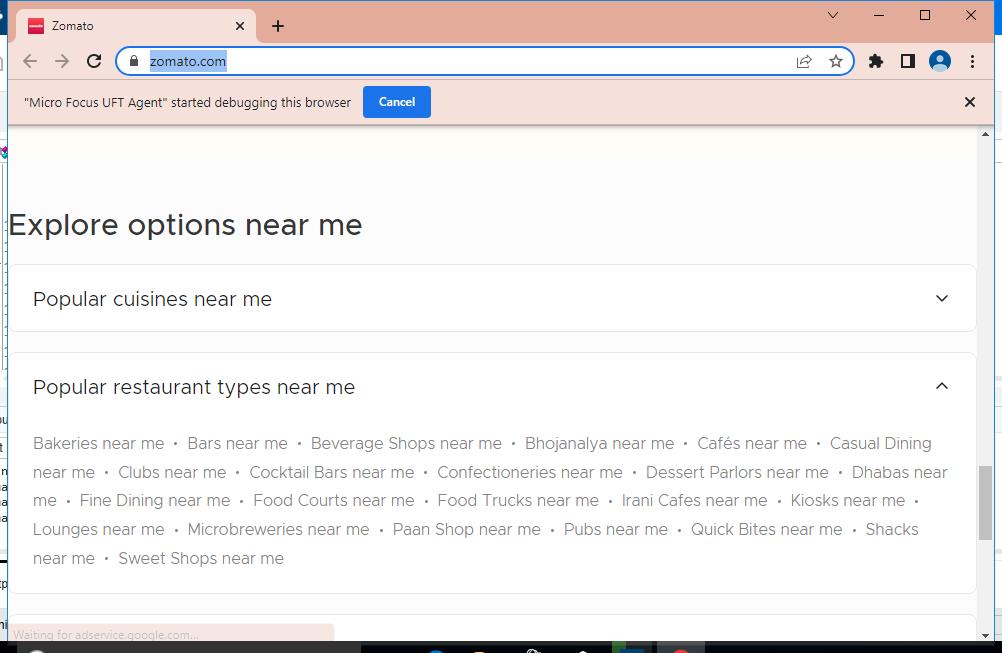 Zomato
zomato.com
"Micro Focus UFT Agent" started debugging this browser
Cancel
Explore options near me
Popular cuisines near me
Popular restaurant types near me
Bakeries near me • Bars near me • Beverage Shops near me • Bhojanalya near me • Cafés near me • Casual Dining
near me • Clubs near me • Cocktail Bars near me • Confectioneries near me • Dessert Parlors near me • Dhabas near
me • Fine Dining near me • Food Courts near me • Food Trucks near me • Irani Cafes near me • Kiosks near me •
Lounges near me • Microbreweries near me • Paan Shop near me • Pubs near me • Quick Bites near me • Shacks
near me • Sweet Shops near me
Waiting for adservice.google.com...